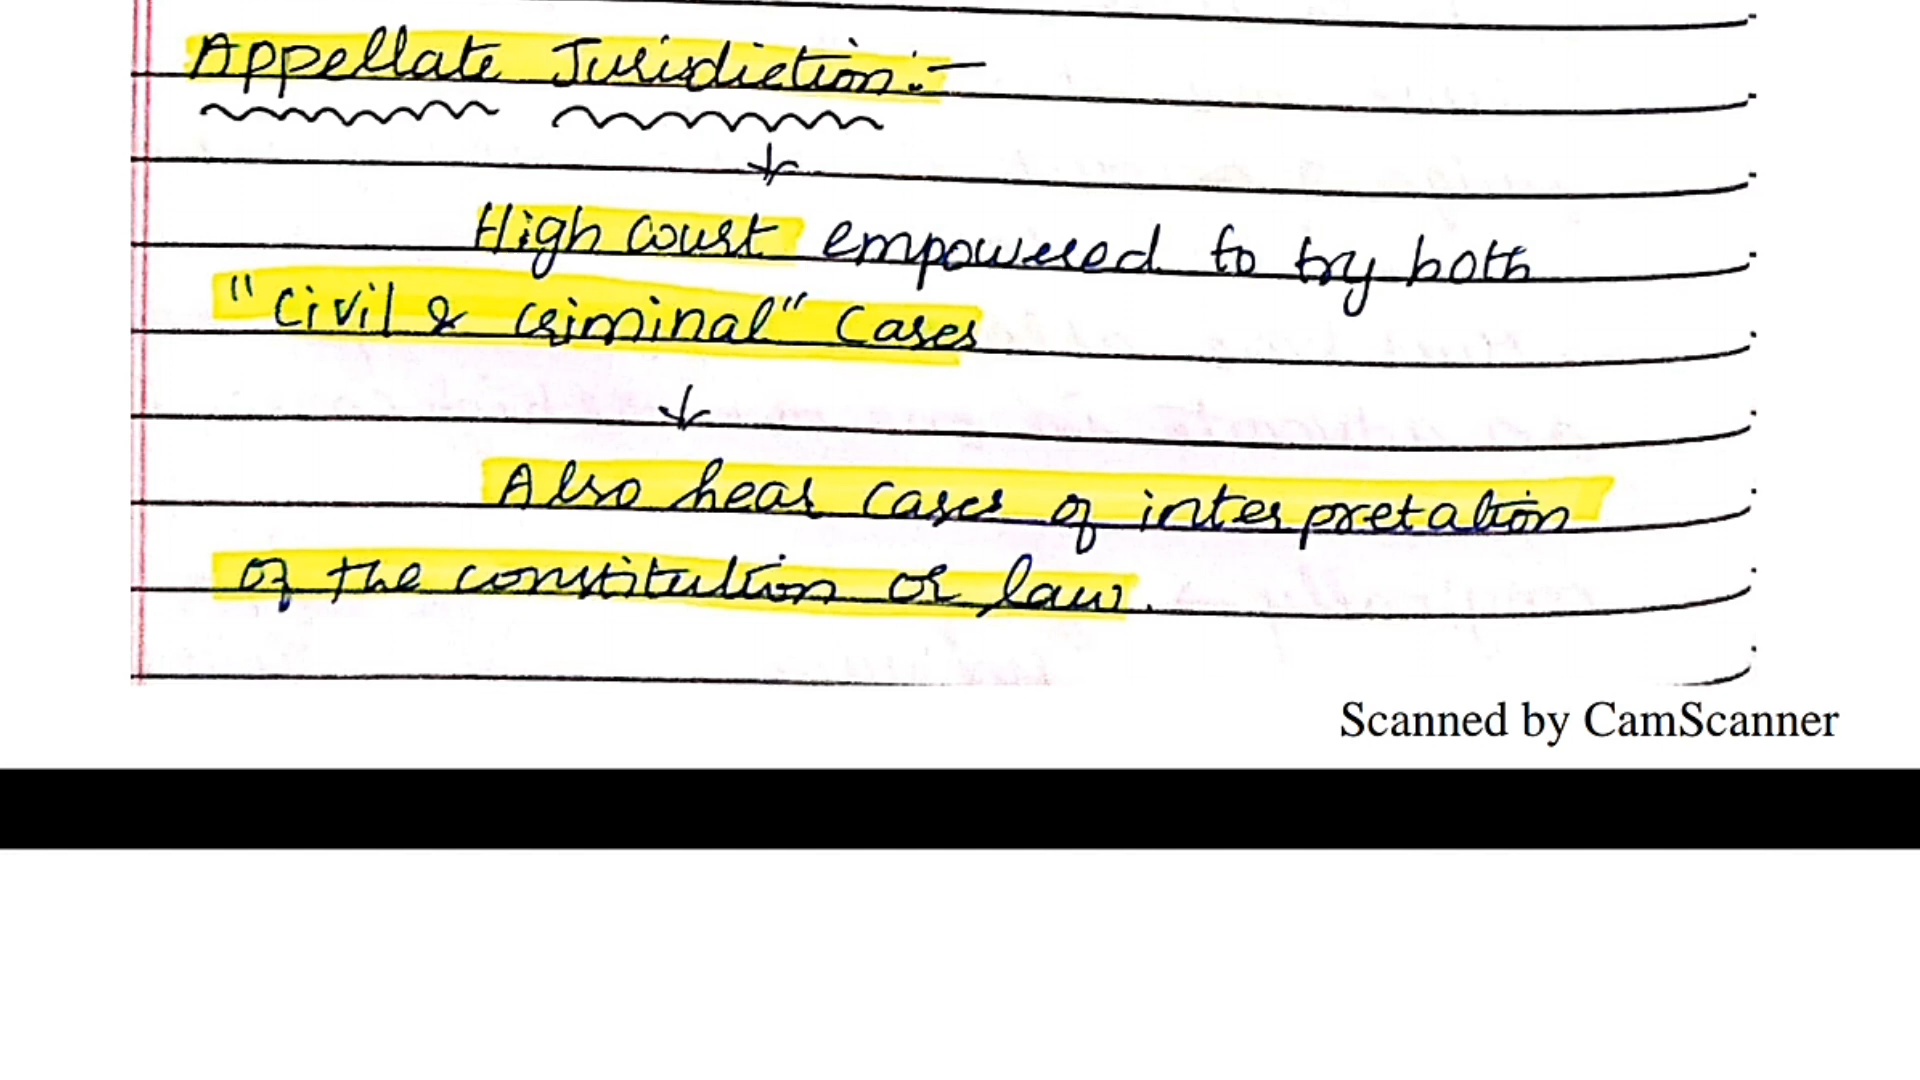 Appellate Jurisdiction:-
High court empowered to try both
"Civil & criminal" Cases
Also hear cases of interpretation
of the constitution or law.
Scanned by CamScanner